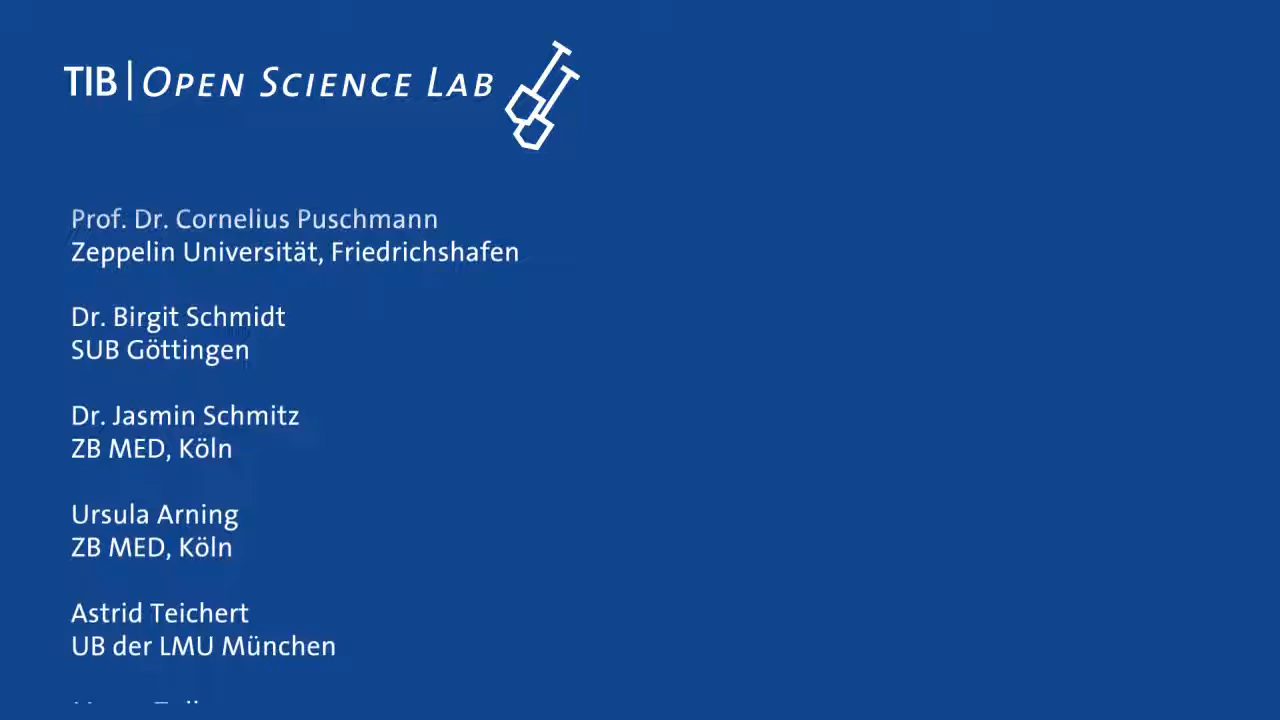 TIB | OPEN SCIENCE LAB
Prof. Dr. Cornelius Puschmann
Zeppelin Universität, Friedrichshafen
Dr. Birgit Schmidt
SUB Göttingen
Dr. Jasmin Schmitz
ZB MED, Köln
Ursula Arning
ZB MED, Köln
Astrid Teichert
UB der LMU München